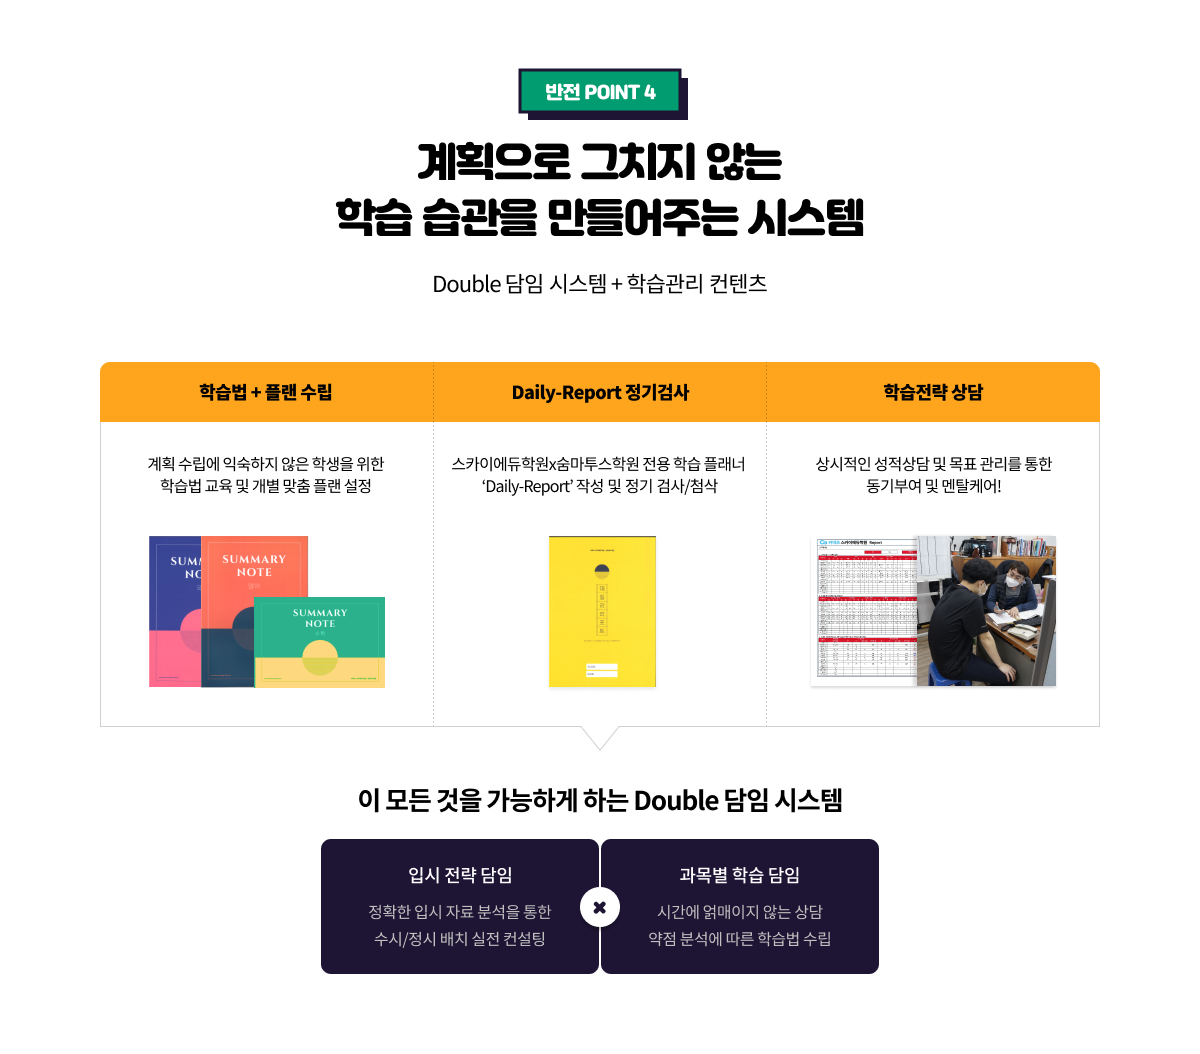 반전 POINT 4
계획으로 그치지 않는
학습 습관을 만들어주는 시스템
Double 담임 시스템 + 학습관리 컨텐츠
학습법 + 플랜 수립
Daily-Report 정기검사
학습전략 상담
계획 수립에 익숙하지 않은 학생을 위한
학습법 교육 및 개별 맞춤 플랜 설정
스카이에듀학원x숨마투스학원 전용 학습 플래너
‘Daily-Report’ 작성 및 정기 검사/첨삭
상시적인 성적상담 및 목표 관리를 통한
동기부여 및 멘탈케어!
SUMM
NO
SUMMARY
NOTE
SUMMARY
NOTE
스카이에듀학원 Report
이 모든 것을 가능하게 하는 Double 담임 시스템
입시 전략 담임
정확한 입시 자료 분석을 통한
수시/정시 배치 실전 컨설팅
과목별 학습 담임
시간에 얽매이지 않는 상담
약점 분석에 따른 학습법 수립